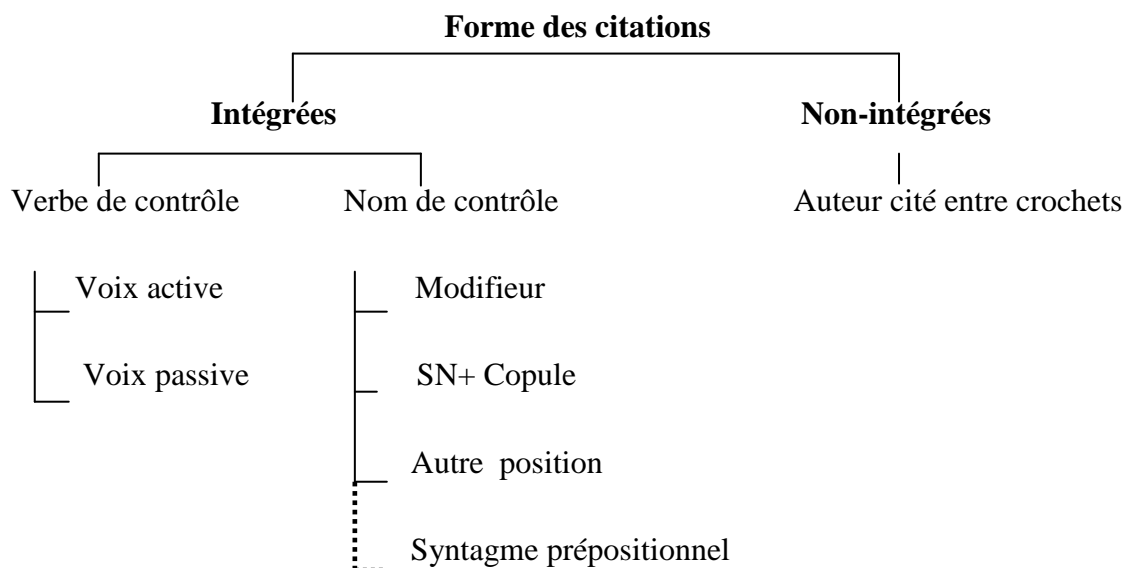 Forme des citations
Intégrées Non-intégrées
Verbe de contrôle Nom de contrôle Auteur cité entre crochets
Voix active Modifieur
Voix passive SN+ Copule
Autre position
Syntagme prépositionnel